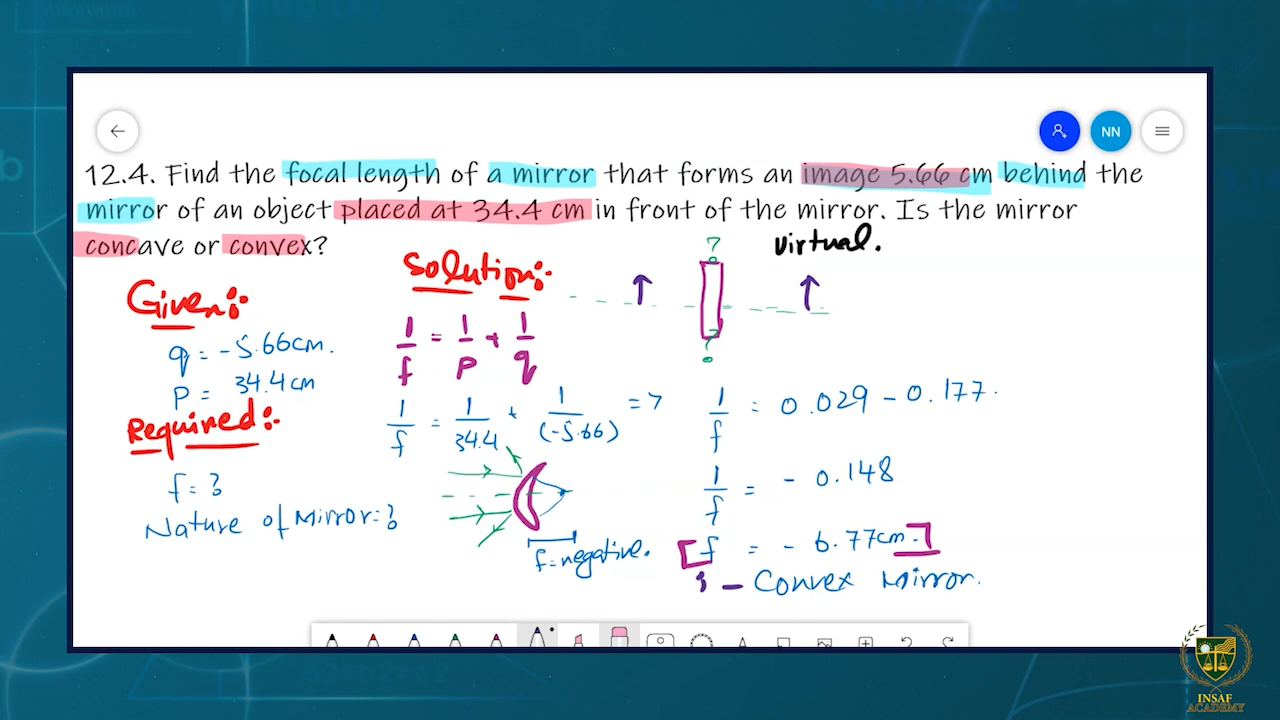 NN
12.4. Find the focal length of a mirror that forms an image 5.66 cm behind the
mirror of an object placed at 34.4 cm in front of the mirror. Is the mirror
concave or convex?
Virtual.
?
?
Given:
q = -5.66cm.
P = 34.4cm
Required:
f = ?
Nature of Mirror = ?
Solution:
1/f = 1/P + 1/q
1/f = 1/34.4 + 1/(-5.66) =>
f = negative.
1/f = 0.029 - 0.177.
1/f = - 0.148
[f = - 6.77cm.]
- Convex Mirror.
INSAF
ACADEMY